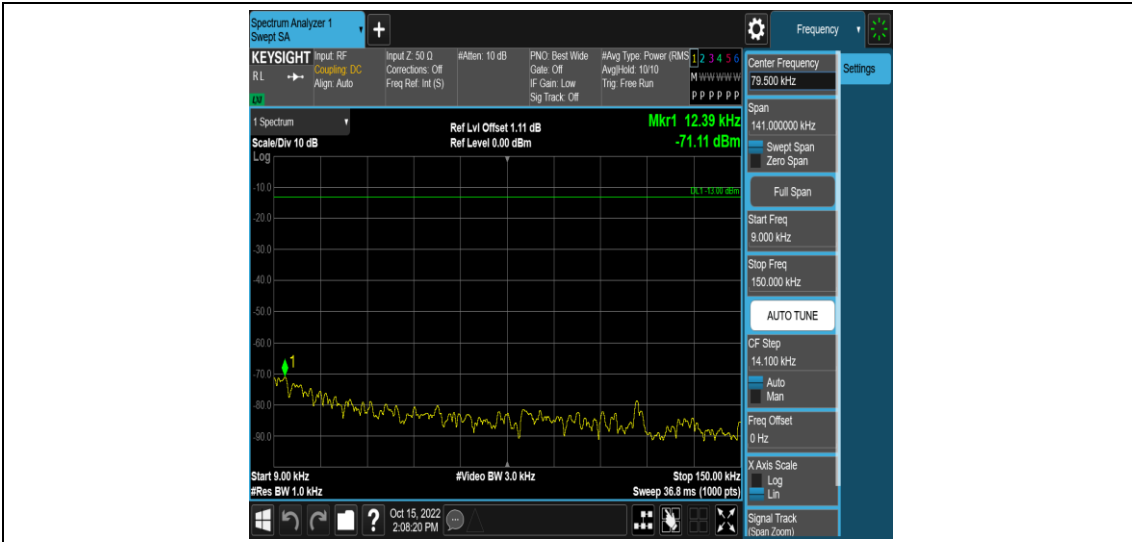 Spectrum Analyzer 1
Swept SA
+
Frequency
KEYSIGHT
R L
LXI
Input: RF
Coupling: DC
Align: Auto
Input Z: 50 Ω
Corrections: Off
Freq Ref: Int (S)
#Atten: 10 dB
PNO: Best Wide
Gate: Off
IF Gain: Low
Sig Track: Off
#Avg Type: Power (RMS
Avg|Hold: 10/10
Trig: Free Run
1 2 3 4 5 6
M W W W W W
P P P P P P
1 Spectrum
Scale/Div 10 dB
Log
Ref Lvl Offset 1.11 dB
Ref Level 0.00 dBm
Mkr1 12.39 kHz
-71.11 dBm
DL1 -13.00 dBm
-10.0
-20.0
-30.0
-40.0
-50.0
-60.0
-70.0
-80.0
-90.0
1
Start 9.00 kHz
#Res BW 1.0 kHz
#Video BW 3.0 kHz
Stop 150.00 kHz
Sweep 36.8 ms (1000 pts)
Center Frequency
79.500 kHz
Settings
Span
141.000000 kHz
Swept Span
Zero Span
Full Span
Start Freq
9.000 kHz
Stop Freq
150.000 kHz
AUTO TUNE
CF Step
14.100 kHz
Auto
Man
Freq Offset
0 Hz
X Axis Scale
Log
Lin
Signal Track
(Span Zoom)
?
Oct 15, 2022
2:08:20 PM